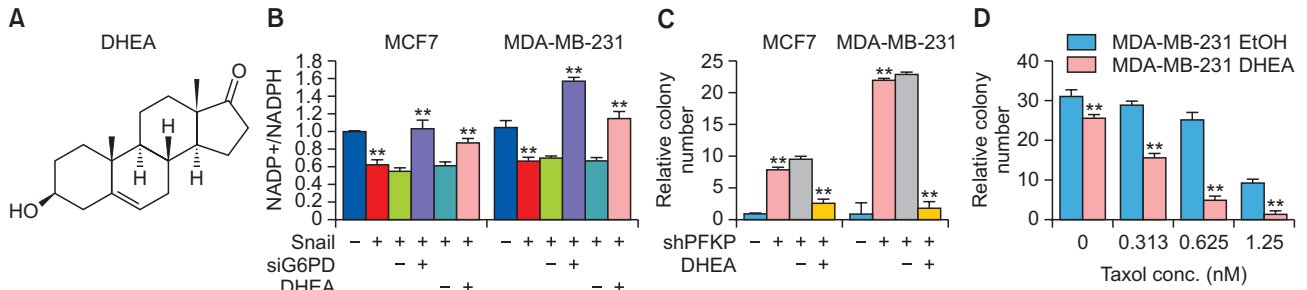 A
DHEA
O
H
H
H
HO
B
MCF7
MDA-MB-231
NADP+/NADPH
1.8
1.6
1.4
1.2
1.0
0.8
0.6
0.4
0.2
0
**
**
**
**
**
**
Snail
− + + + + +
− + + + + +
siG6PD
− +
− +
DHEA
− +
− +
C
MCF7
MDA-MB-231
Relative colony
number
25
20
15
10
5
0
**
**
**
**
shPFKP
− + + +
− + + +
DHEA
− +
− +
D
MDA-MB-231 EtOH
MDA-MB-231 DHEA
Relative colony
number
40
30
20
10
0
**
**
**
**
0 0.313 0.625 1.25
Taxol conc. (nM)